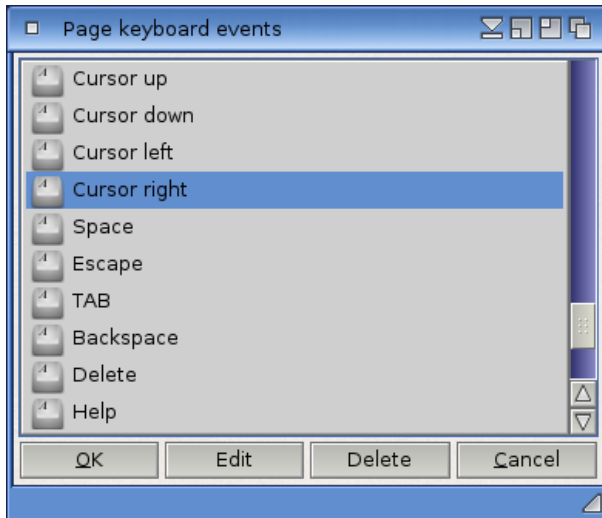 Page keyboard events
Cursor up
Cursor down
Cursor left
Cursor right
Space
Escape
TAB
Backspace
Delete
Help
OK Edit Delete Cancel